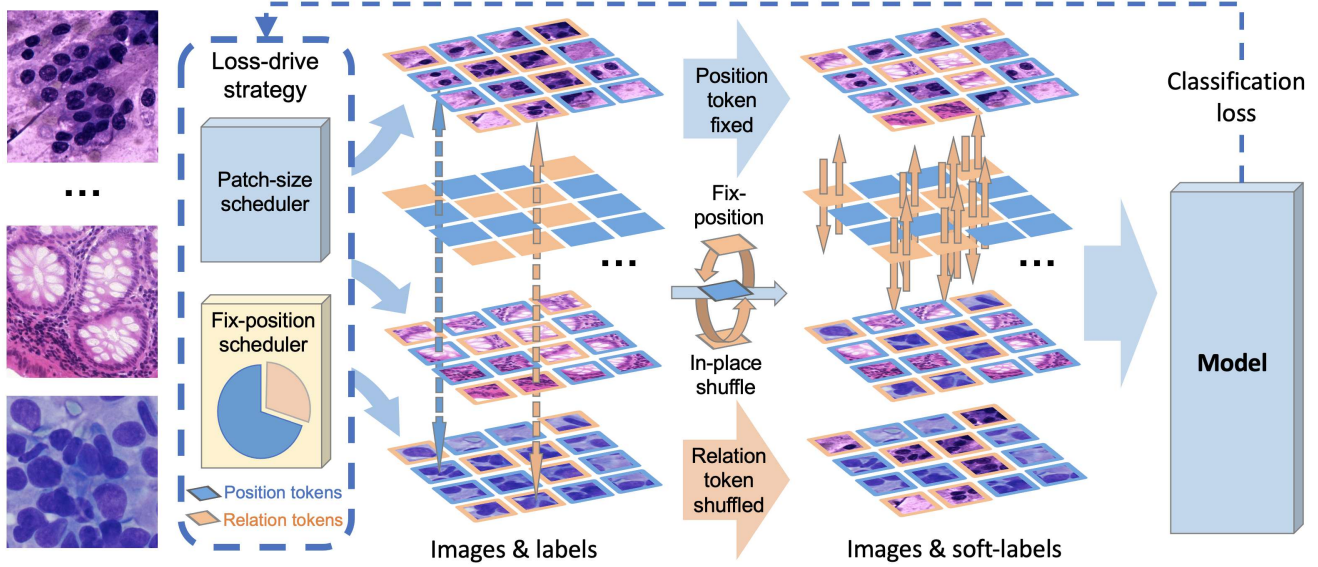 Loss-drive
strategy
Patch-size
scheduler
Fix-position
scheduler
Position tokens
Relation tokens
...
...
Images & labels
Position
token
fixed
Fix-
position
In-place
shuffle
Relation
token
shuffled
...
Images & soft-labels
Classification
loss
Model